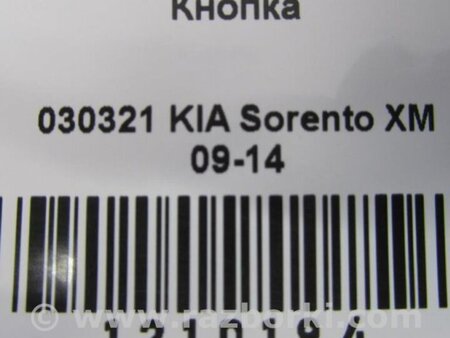 Кнопка
030321 KIA Sorento XM
09-14
© www.razborki.com